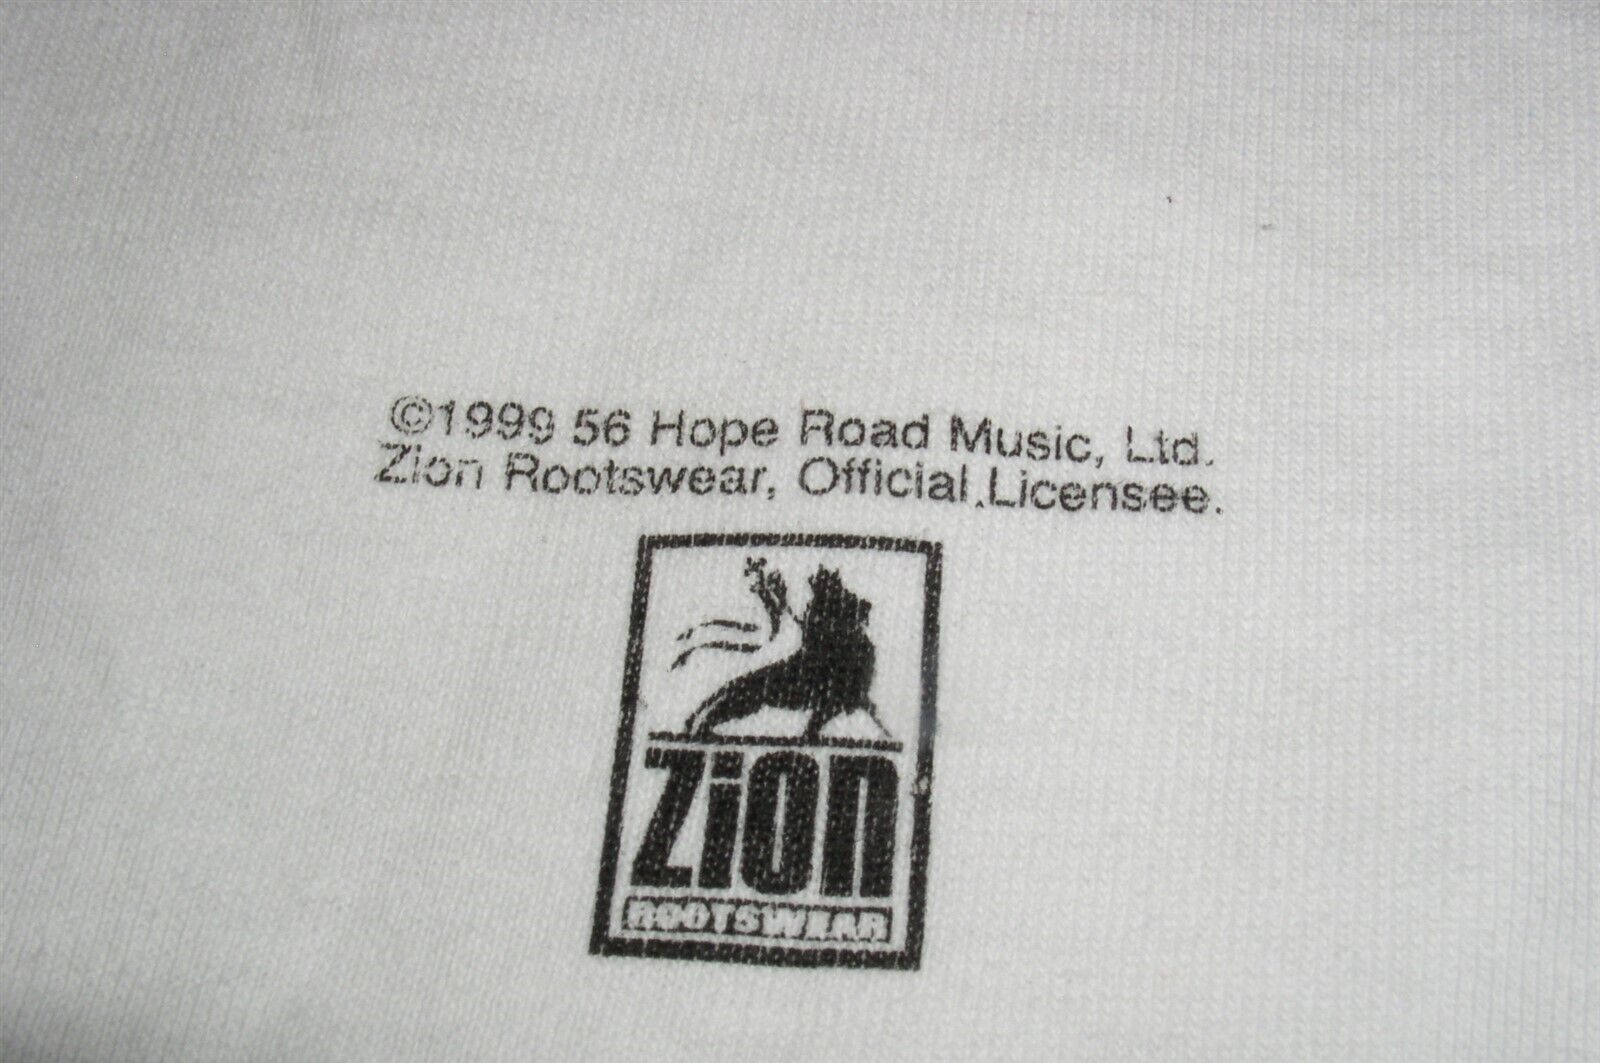 ©1999 56 Hope Road Music, Ltd.
Zion Rootswear, Official Licensee.
Zion
ROOTSWEAR